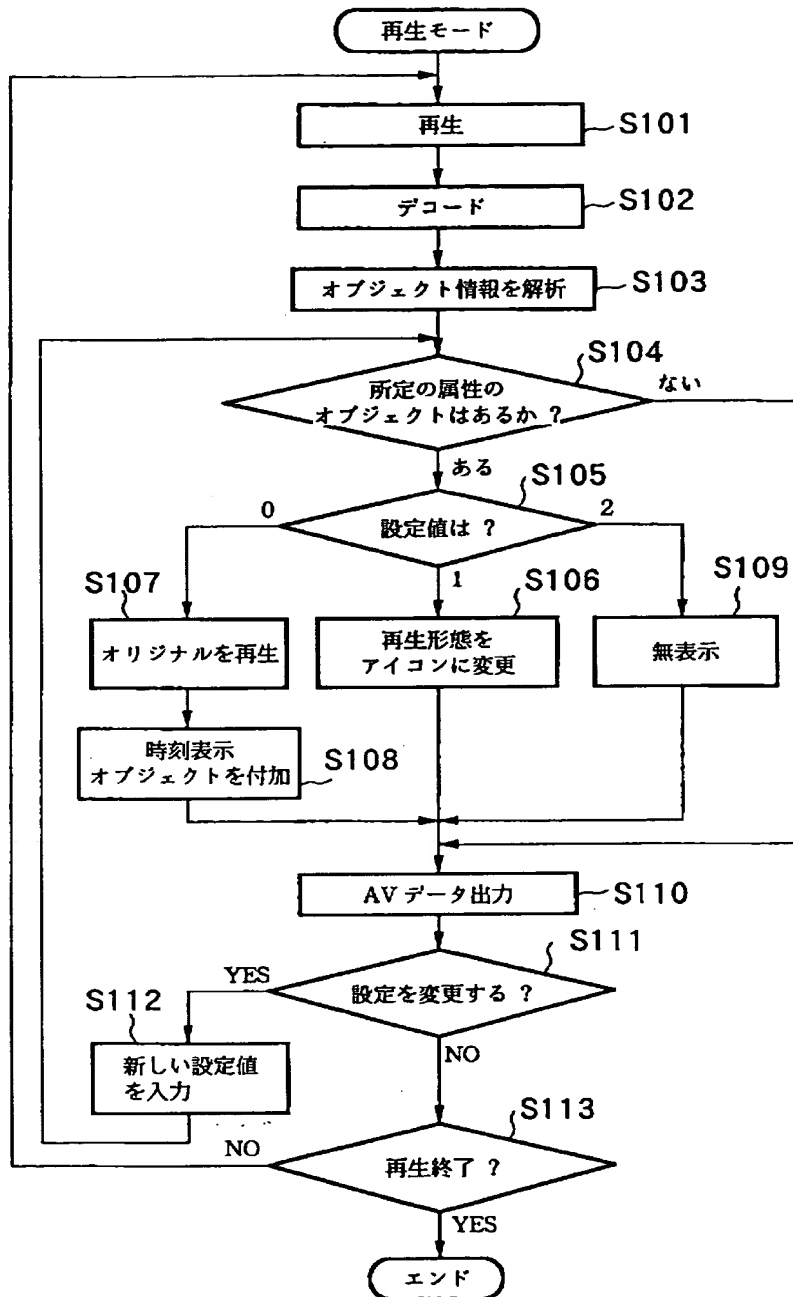 再生モード
再生
S101
デコード
S102
オブジェクト情報を解析
S103
S104
所定の属性の
オブジェクトはあるか ?
ない
ある
S105
0
設定値は ?
2
1
S107
S106
S109
オリジナルを再生
再生形態を
アイコンに変更
無表示
時刻表示
オブジェクトを付加
S108
AVデータ出力
S110
S111
YES
設定を変更する ?
S112
NO
新しい設定値
を入力
S113
NO
再生終了 ?
YES
エンド